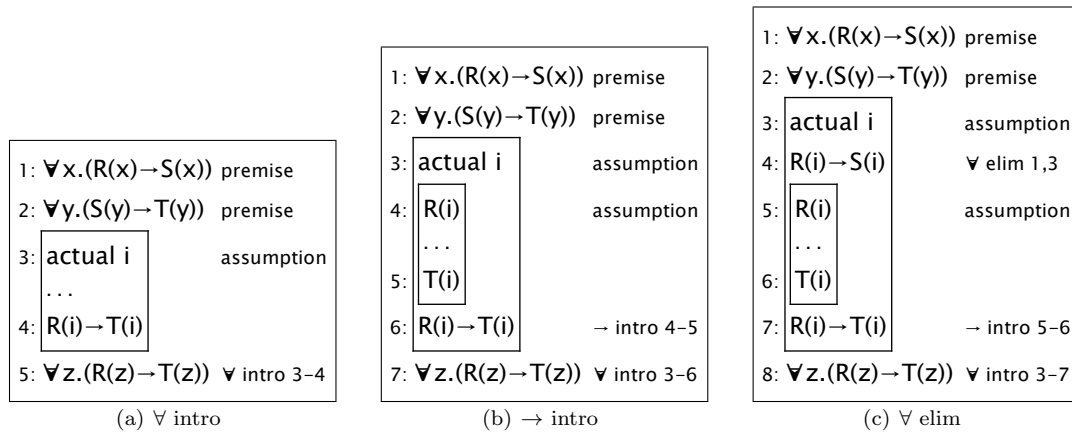 1: ∀x.(R(x)→S(x)) premise
2: ∀y.(S(y)→T(y)) premise
3: actual i assumption
...
4: R(i)→T(i)
5: ∀z.(R(z)→T(z)) ∀ intro 3-4
(a) ∀ intro
1: ∀x.(R(x)→S(x)) premise
2: ∀y.(S(y)→T(y)) premise
3: actual i assumption
4: R(i) assumption
...
5: T(i)
6: R(i)→T(i) → intro 4-5
7: ∀z.(R(z)→T(z)) ∀ intro 3-6
(b) → intro
1: ∀x.(R(x)→S(x)) premise
2: ∀y.(S(y)→T(y)) premise
3: actual i assumption
4: R(i)→S(i) ∀ elim 1,3
5: R(i) assumption
...
6: T(i)
7: R(i)→T(i) → intro 5-6
8: ∀z.(R(z)→T(z)) ∀ intro 3-7
(c) ∀ elim